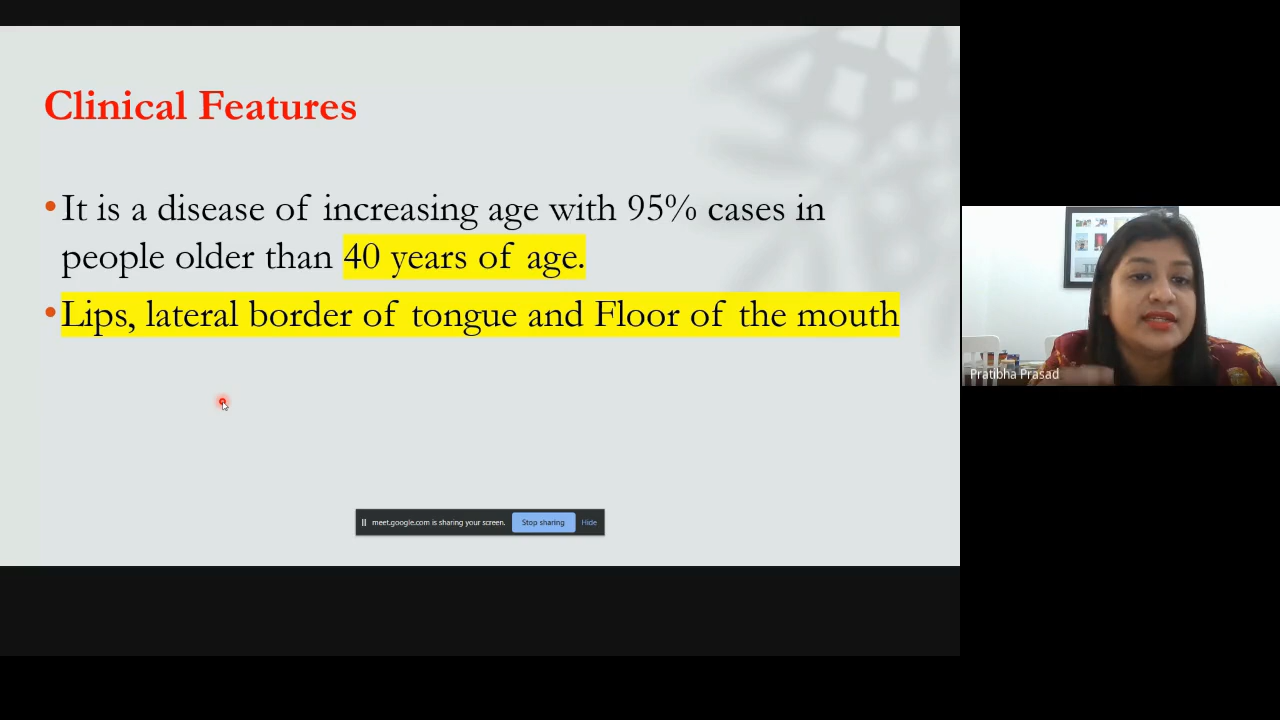 Clinical Features
•It is a disease of increasing age with 95% cases in
people older than 40 years of age.
•Lips, lateral border of tongue and Floor of the mouth
meet.google.com is sharing your screen. Stop sharing Hide
Pratibha Prasad